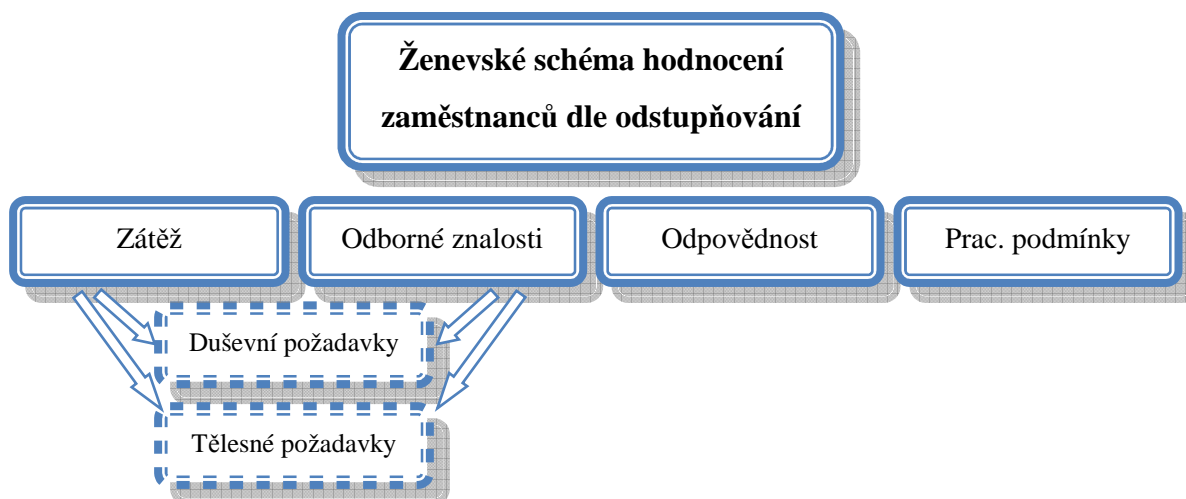 Ženevské schéma hodnocení
zaměstnanců dle odstupňování
Zátěž
Odborné znalosti
Odpovědnost
Prac. podmínky
Duševní požadavky
Tělesné požadavky